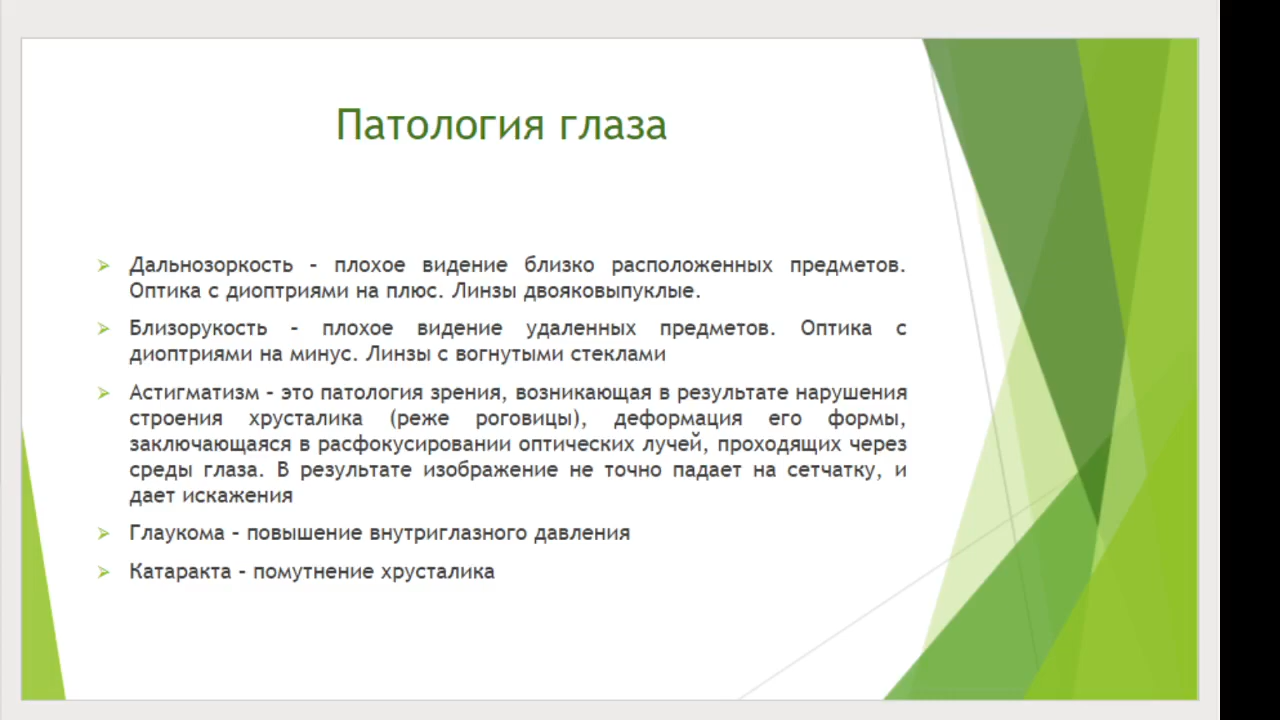 Патология глаза
Дальнозоркость - плохое видение близко расположенных предметов.
Оптика с диоптриями на плюс. Линзы двояковыпуклые.
Близорукость - плохое видение удаленных предметов. Оптика с
диоптриями на минус. Линзы с вогнутыми стеклами
Астигматизм - это патология зрения, возникающая в результате нарушения
строения хрусталика (реже роговицы), деформация его формы,
заключающаяся в расфокусировании оптических лучей, проходящих через
среды глаза. В результате изображение не точно падает на сетчатку, и
дает искажения
Глаукома - повышение внутриглазного давления
Катаракта - помутнение хрусталика